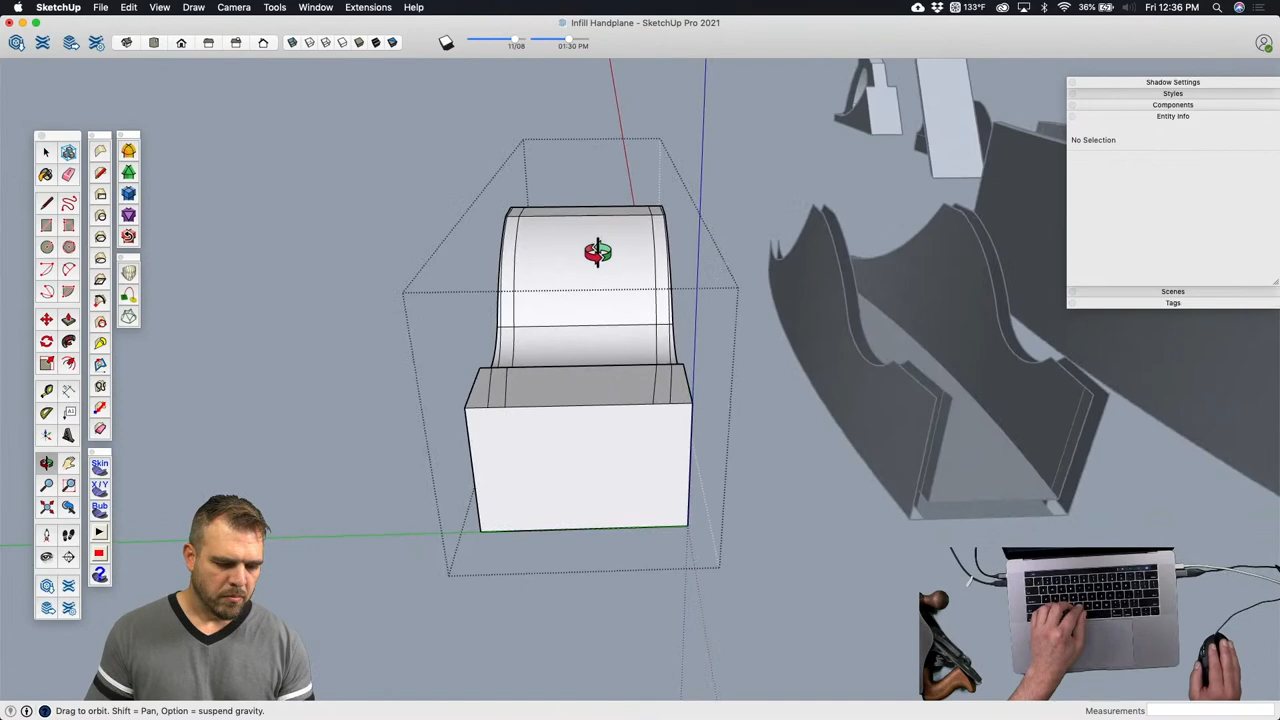 SketchUp File Edit View Draw Camera Tools Window Extensions Help 133°F 36% Fri 12:36 PM
Infill Handplane - SketchUp Pro 2021
11/08 01:30 PM
Shadow Settings
Styles
Components
Entity Info
No Selection
Scenes
Tags
A1
Skin
X/Y
Bub
?
Drag to orbit. Shift = Pan, Option = suspend gravity.
Measurements